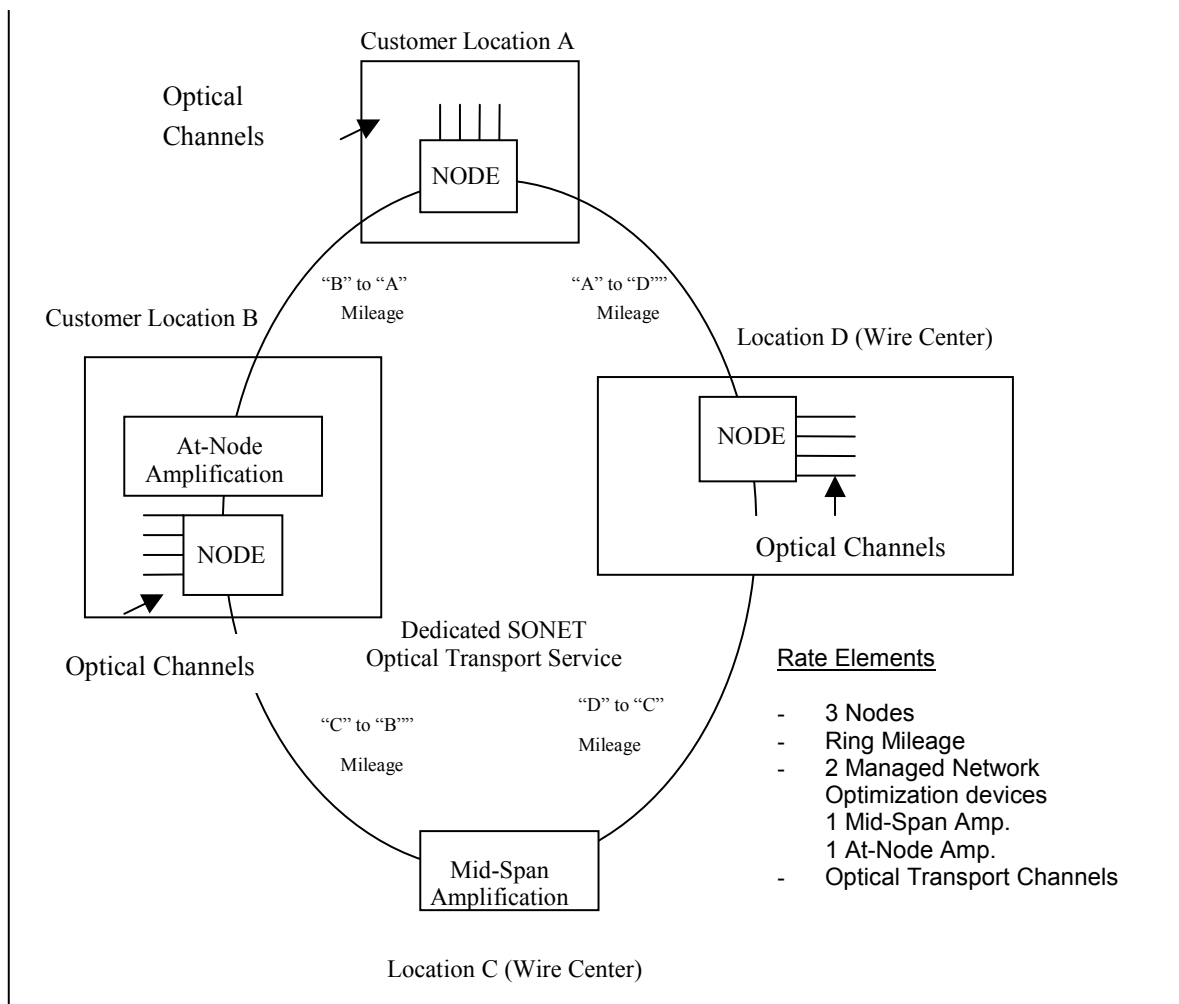 Customer Location A
Optical
Channels
NODE
“B” to “A”
Mileage
“A” to “D””
Mileage
Customer Location B
Location D (Wire Center)
At-Node
Amplification
NODE
NODE
Optical Channels
Optical Channels
Dedicated SONET
Optical Transport Service
“C” to “B””
Mileage
“D” to “C”
Mileage
Rate Elements
- 3 Nodes
- Ring Mileage
- 2 Managed Network
Optimization devices
1 Mid-Span Amp.
1 At-Node Amp.
- Optical Transport Channels
Mid-Span
Amplification
Location C (Wire Center)